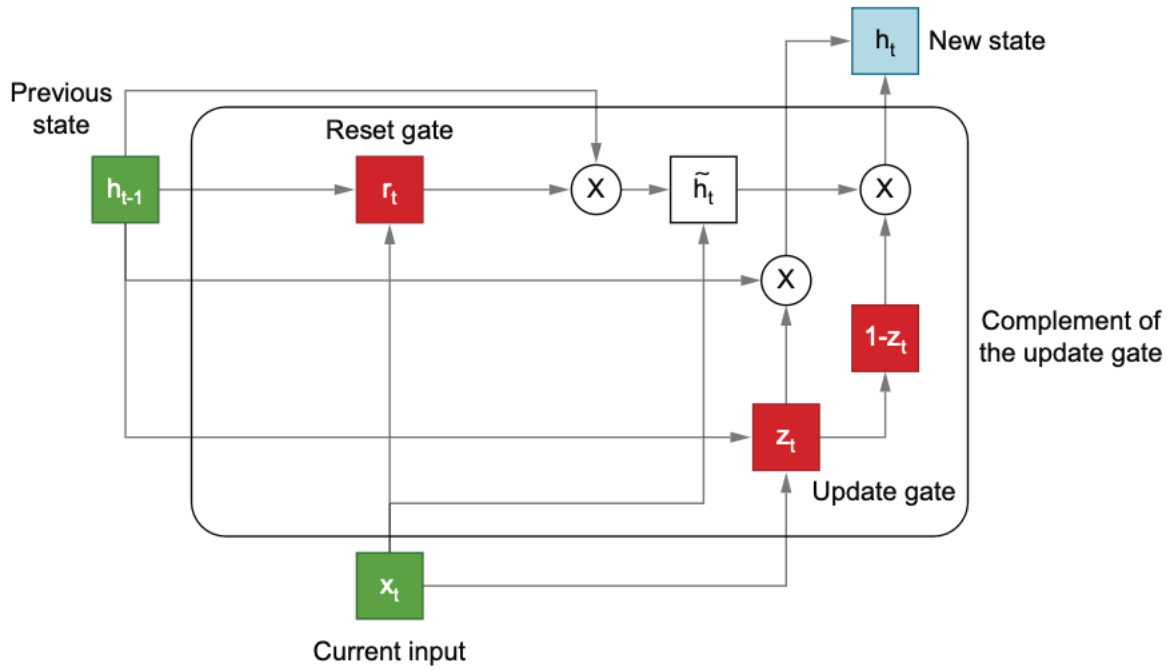 h_t New state
Previous
state
Reset gate
h_{t-1}
r_t
X
h̃_t
X
X
1-z_t
Complement of
the update gate
z_t
Update gate
x_t
Current input